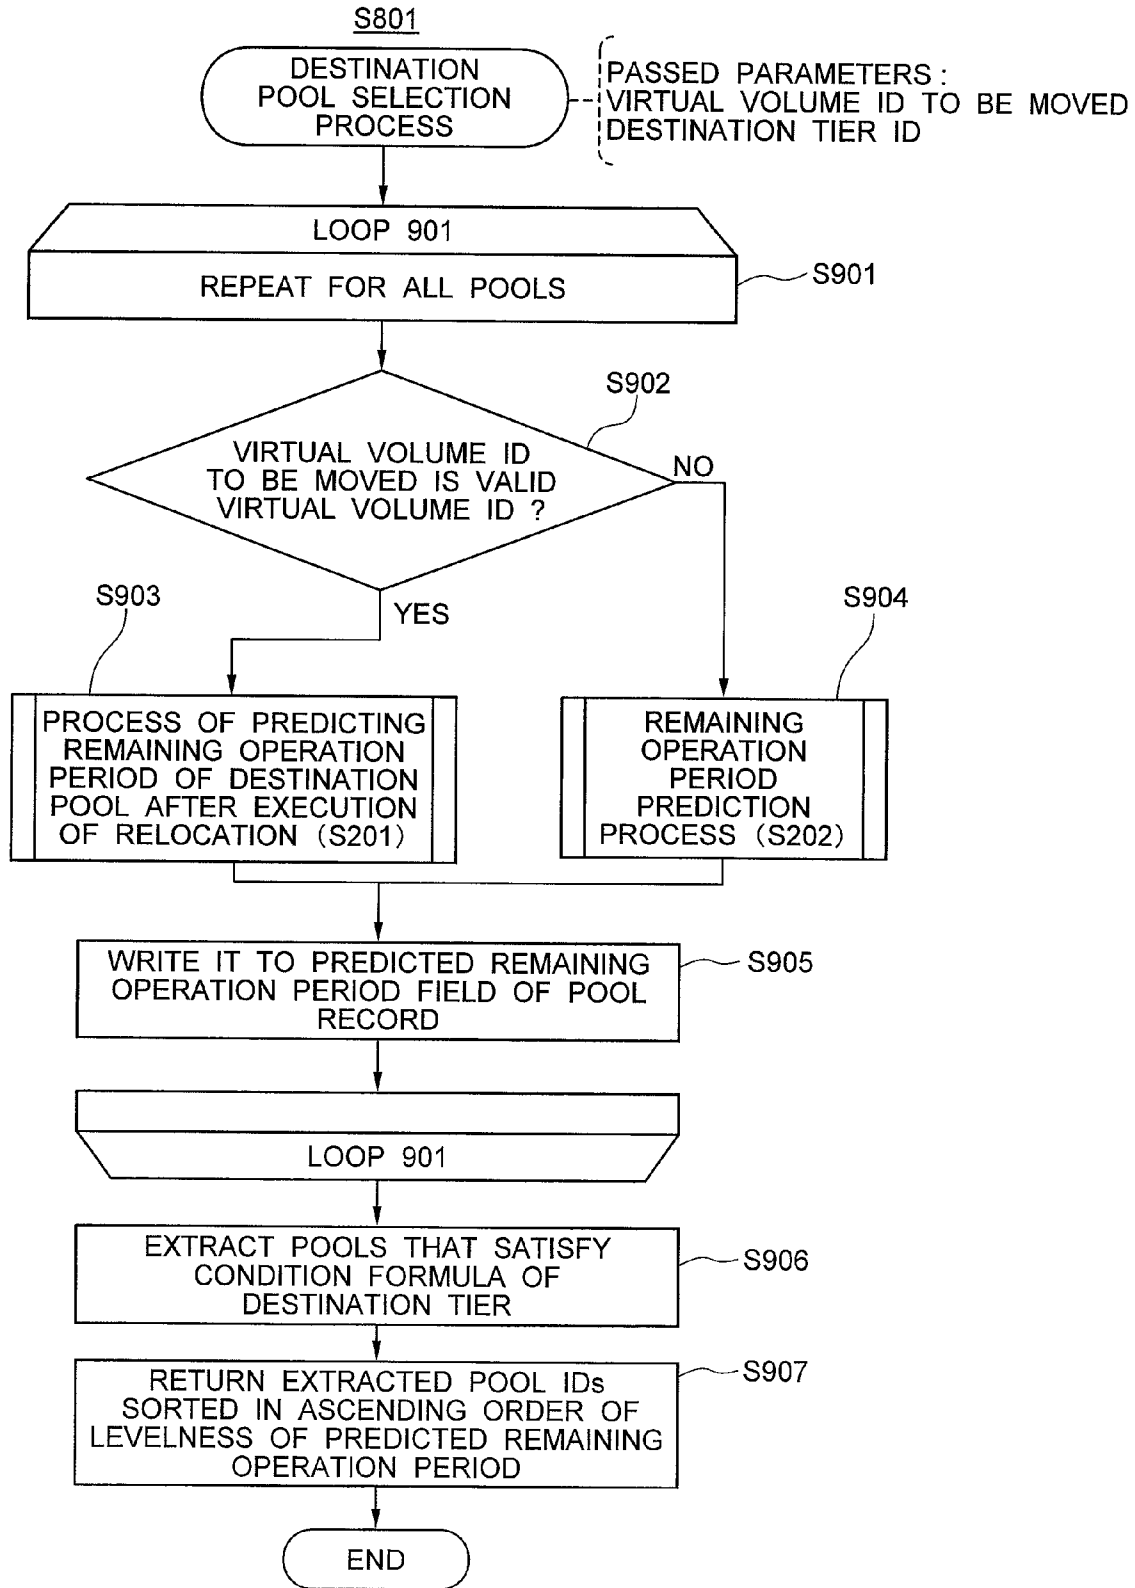 S801
DESTINATION
POOL SELECTION
PROCESS
PASSED PARAMETERS :
VIRTUAL VOLUME ID TO BE MOVED
DESTINATION TIER ID
LOOP 901
REPEAT FOR ALL POOLS
S901
S902
VIRTUAL VOLUME ID
TO BE MOVED IS VALID
VIRTUAL VOLUME ID ?
NO
YES
S903
S904
PROCESS OF PREDICTING
REMAINING OPERATION
PERIOD OF DESTINATION
POOL AFTER EXECUTION
OF RELOCATION (S201)
REMAINING
OPERATION
PERIOD
PREDICTION
PROCESS (S202)
WRITE IT TO PREDICTED REMAINING
OPERATION PERIOD FIELD OF POOL
RECORD
S905
LOOP 901
EXTRACT POOLS THAT SATISFY
CONDITION FORMULA OF
DESTINATION TIER
S906
RETURN EXTRACTED POOL IDs
SORTED IN ASCENDING ORDER OF
LEVELNESS OF PREDICTED REMAINING
OPERATION PERIOD
S907
END